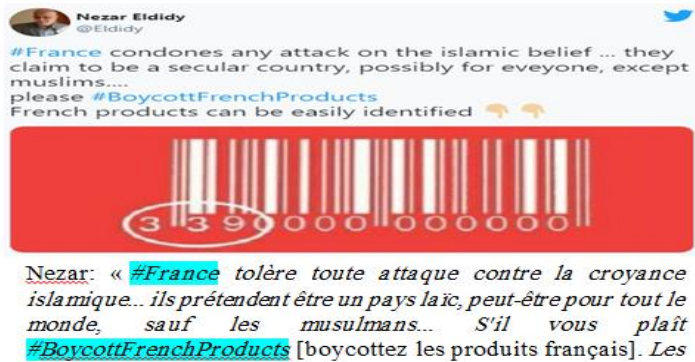 Nezar Eldidy
@Eldidy
#France condones any attack on the islamic belief ... they
claim to be a secular country, possibly for eveyone, except
muslims....
please #BoycottFrenchProducts
French products can be easily identified 👇🏼 👇🏼
3 390000 000000
Nezar: « #France tolère toute attaque contre la croyance
islamique... ils prétendent être un pays laïc, peut-être pour tout le
monde, sauf les musulmans... S'il vous plaît
#BoycottFrenchProducts [boycottez les produits français]. Les